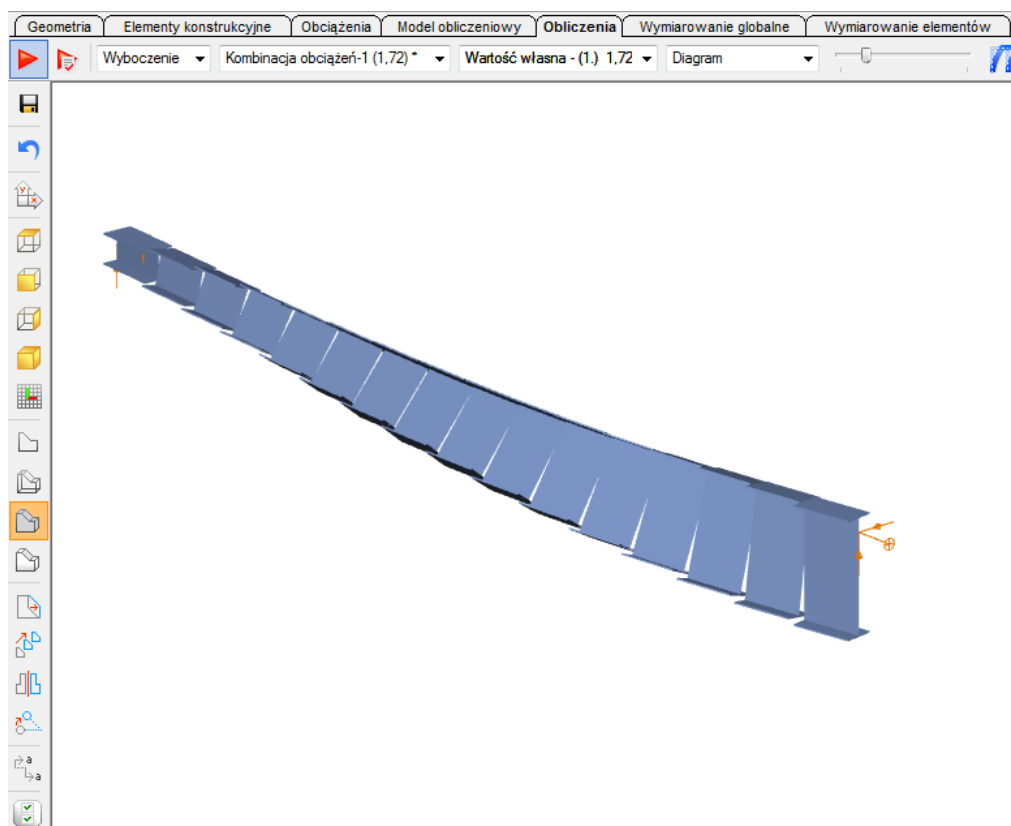 Geometria Elementy konstrukcyjne Obciążenia Model obliczeniowy Obliczenia Wymiarowanie globalne Wymiarowanie elementów
Wyboczenie Kombinacja obciążeń-1 (1,72) * Wartość własna - (1.) 1,72 Diagram
y
x
a
a